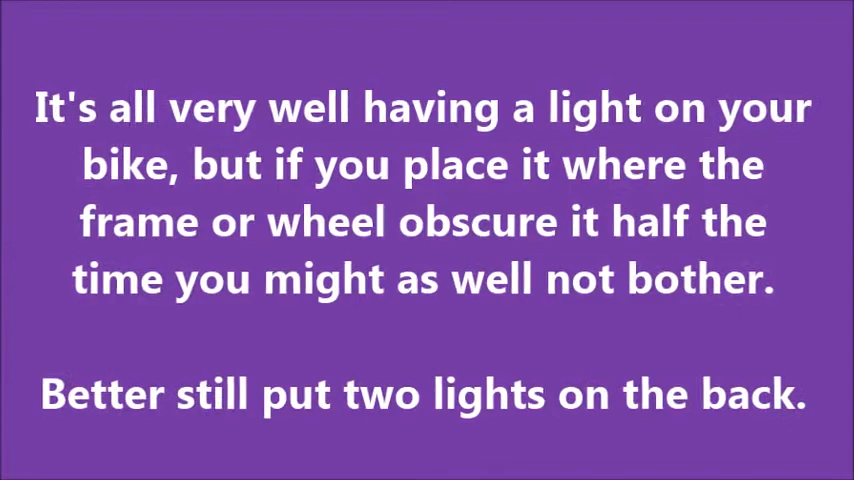 It's all very well having a light on your
bike, but if you place it where the
frame or wheel obscure it half the
time you might as well not bother.
Better still put two lights on the back.